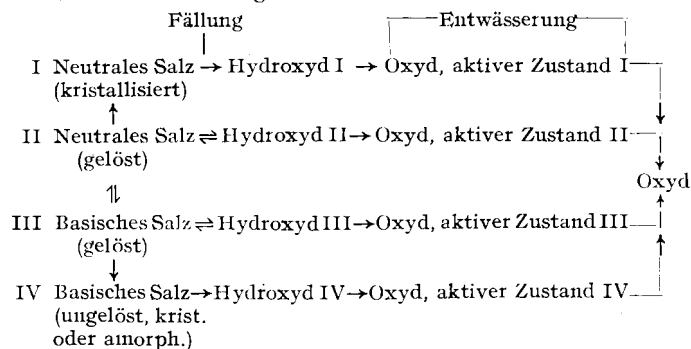 Fällung Entwässerung
I Neutrales Salz → Hydroxyd I → Oxyd, aktiver Zustand I
(kristallisiert)
II Neutrales Salz ⇌ Hydroxyd II → Oxyd, aktiver Zustand II
(gelöst)
Oxyd
III Basisches Salz ⇌ Hydroxyd III → Oxyd, aktiver Zustand III
(gelöst)
IV Basisches Salz → Hydroxyd IV → Oxyd, aktiver Zustand IV
(ungelöst, krist.
oder amorph.)